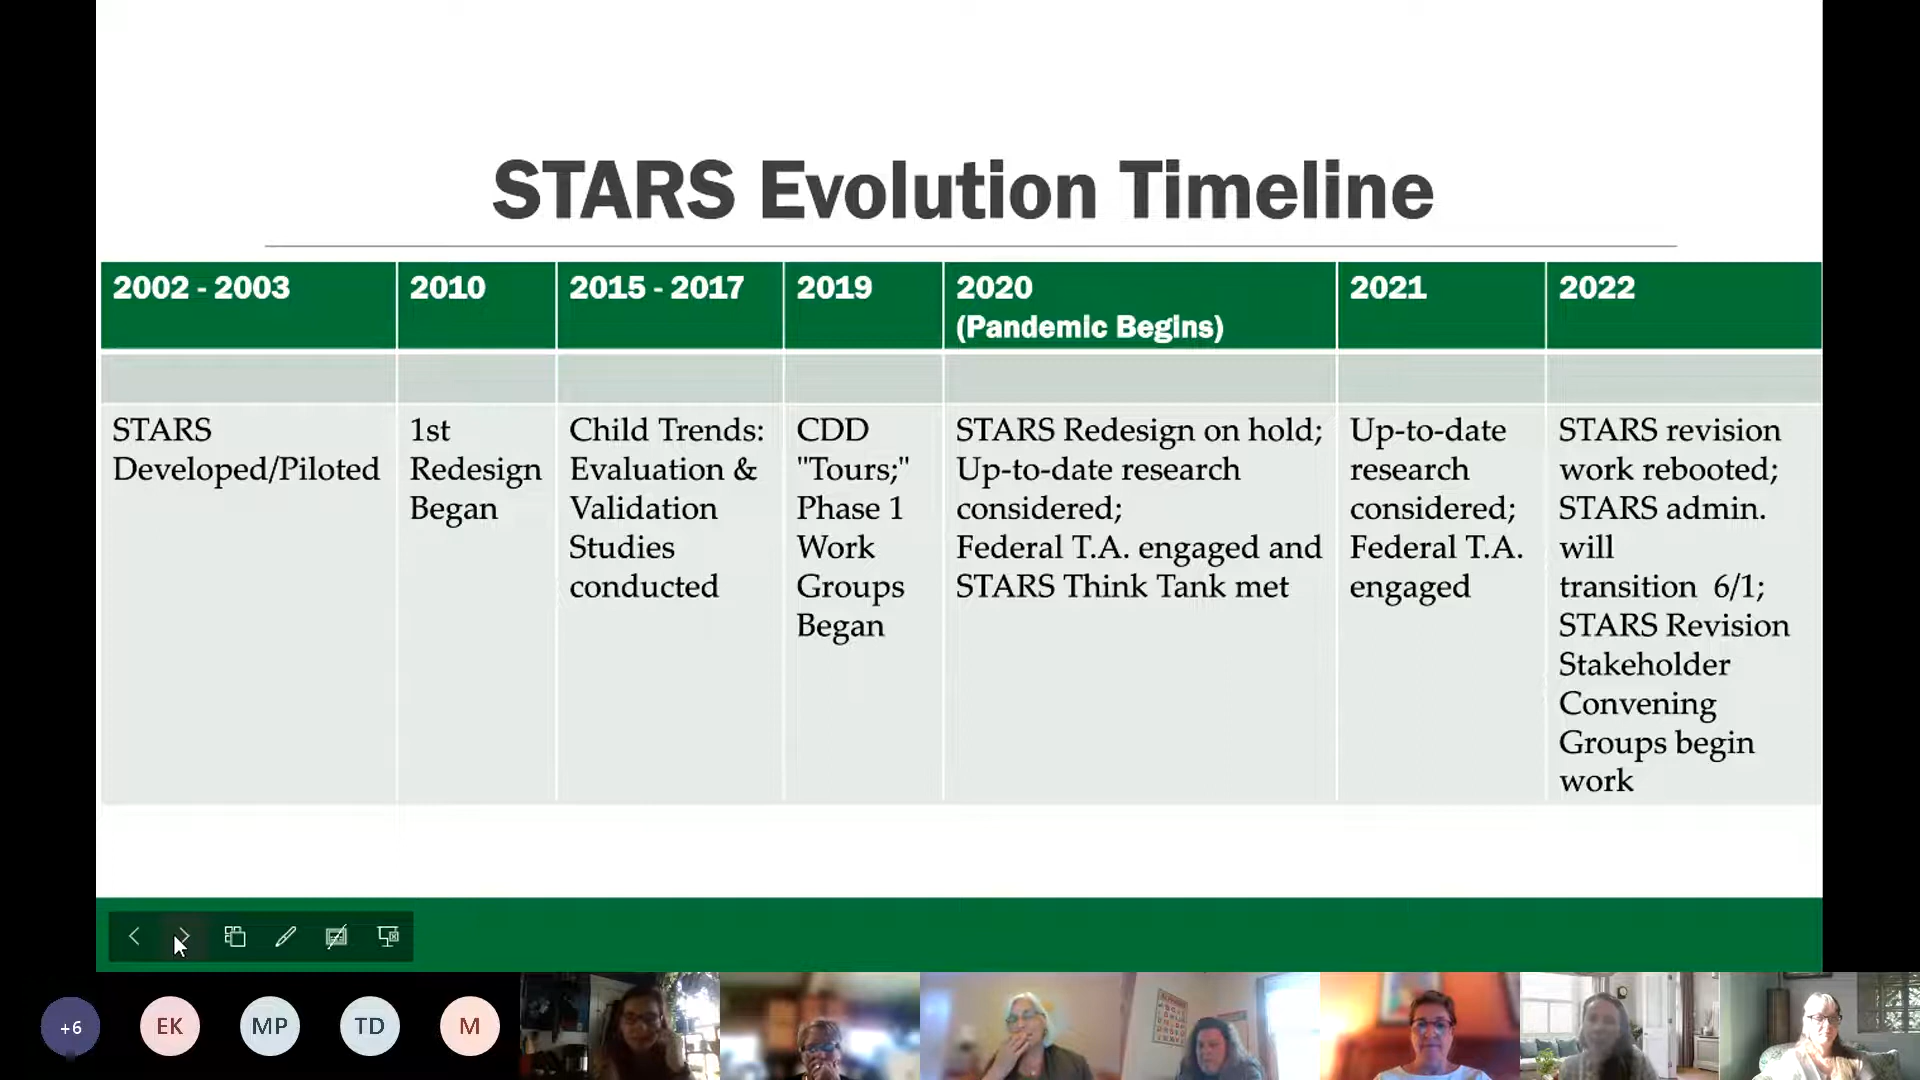 STARS Evolution Timeline
2002 - 2003
2010
2015 - 2017
2019
2020
(Pandemic Begins)
2021
2022
STARS
Developed/Piloted
1st
Redesign
Began
Child Trends:
Evaluation &
Validation
Studies
conducted
CDD
"Tours;"
Phase 1
Work
Groups
Began
STARS Redesign on hold;
Up-to-date research
considered;
Federal T.A. engaged and
STARS Think Tank met
Up-to-date
research
considered;
Federal T.A.
engaged
STARS revision
work rebooted;
STARS admin.
will
transition 6/1;
STARS Revision
Stakeholder
Convening
Groups begin
work
+6
EK
MP
TD
M